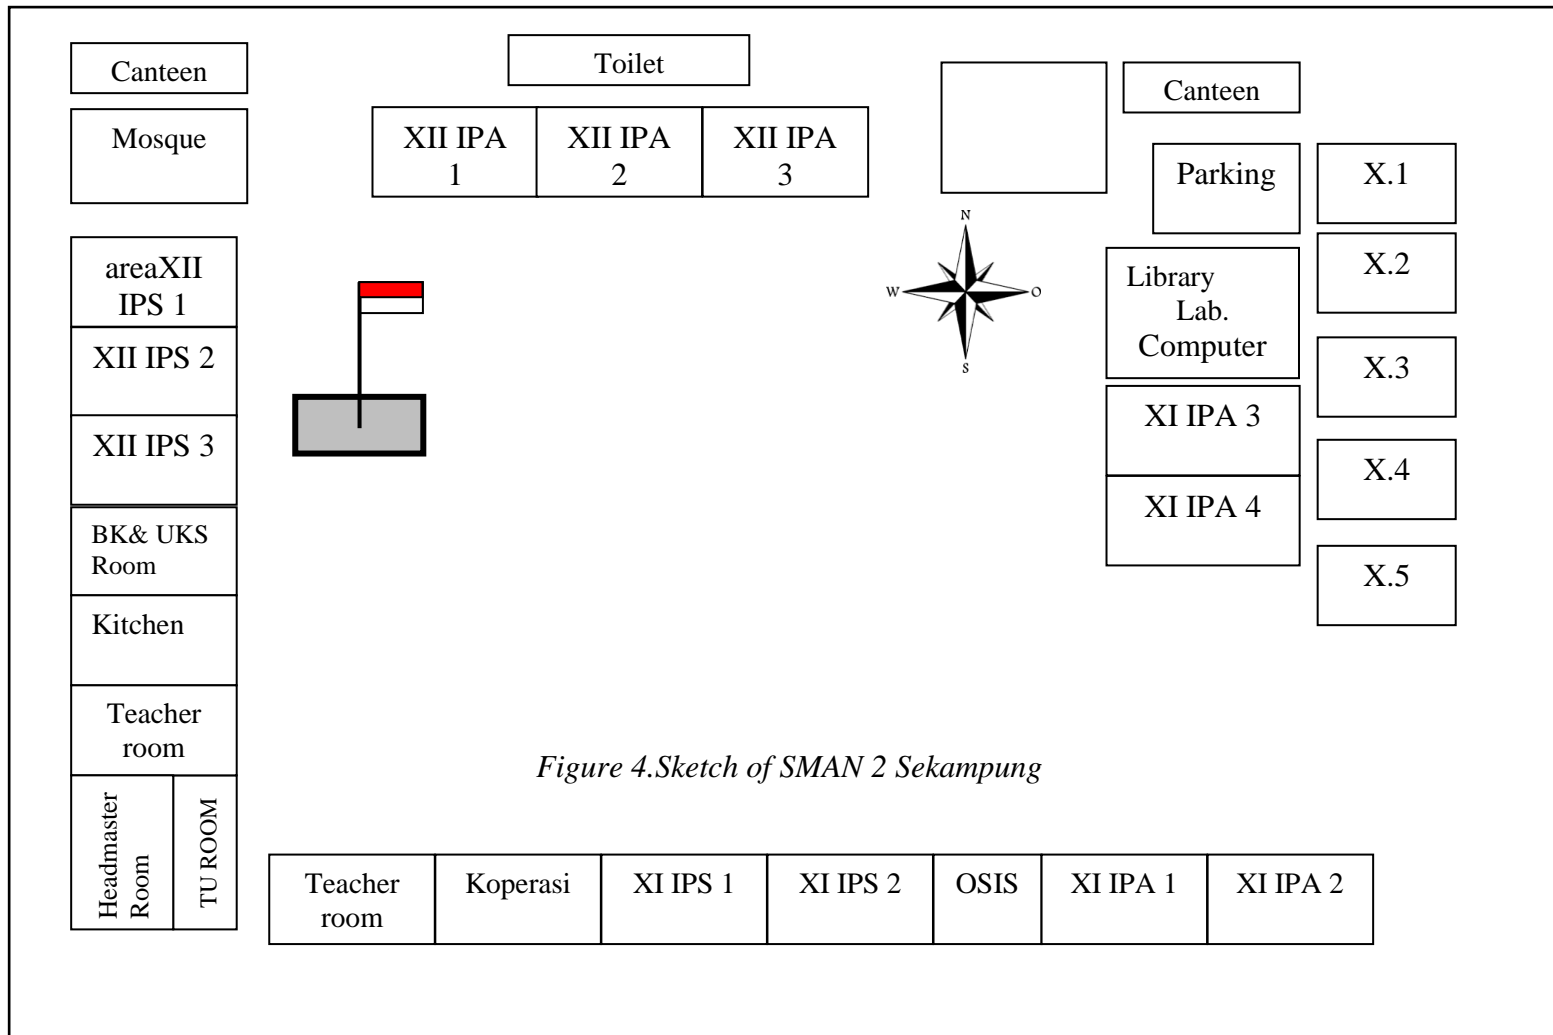 Canteen
Toilet
Canteen
Mosque
XII IPA
1
XII IPA
2
XII IPA
3
Parking
X.1
N
W
O
S
areaXII
IPS 1
X.2
Library
Lab.
Computer
XII IPS 2
X.3
XII IPS 3
XI IPA 3
X.4
XI IPA 4
BK& UKS
Room
X.5
Kitchen
Teacher
room
Figure 4.Sketch of SMAN 2 Sekampung
Headmaster
Room
TU ROOM
Teacher
room
Koperasi
XI IPS 1
XI IPS 2
OSIS
XI IPA 1
XI IPA 2